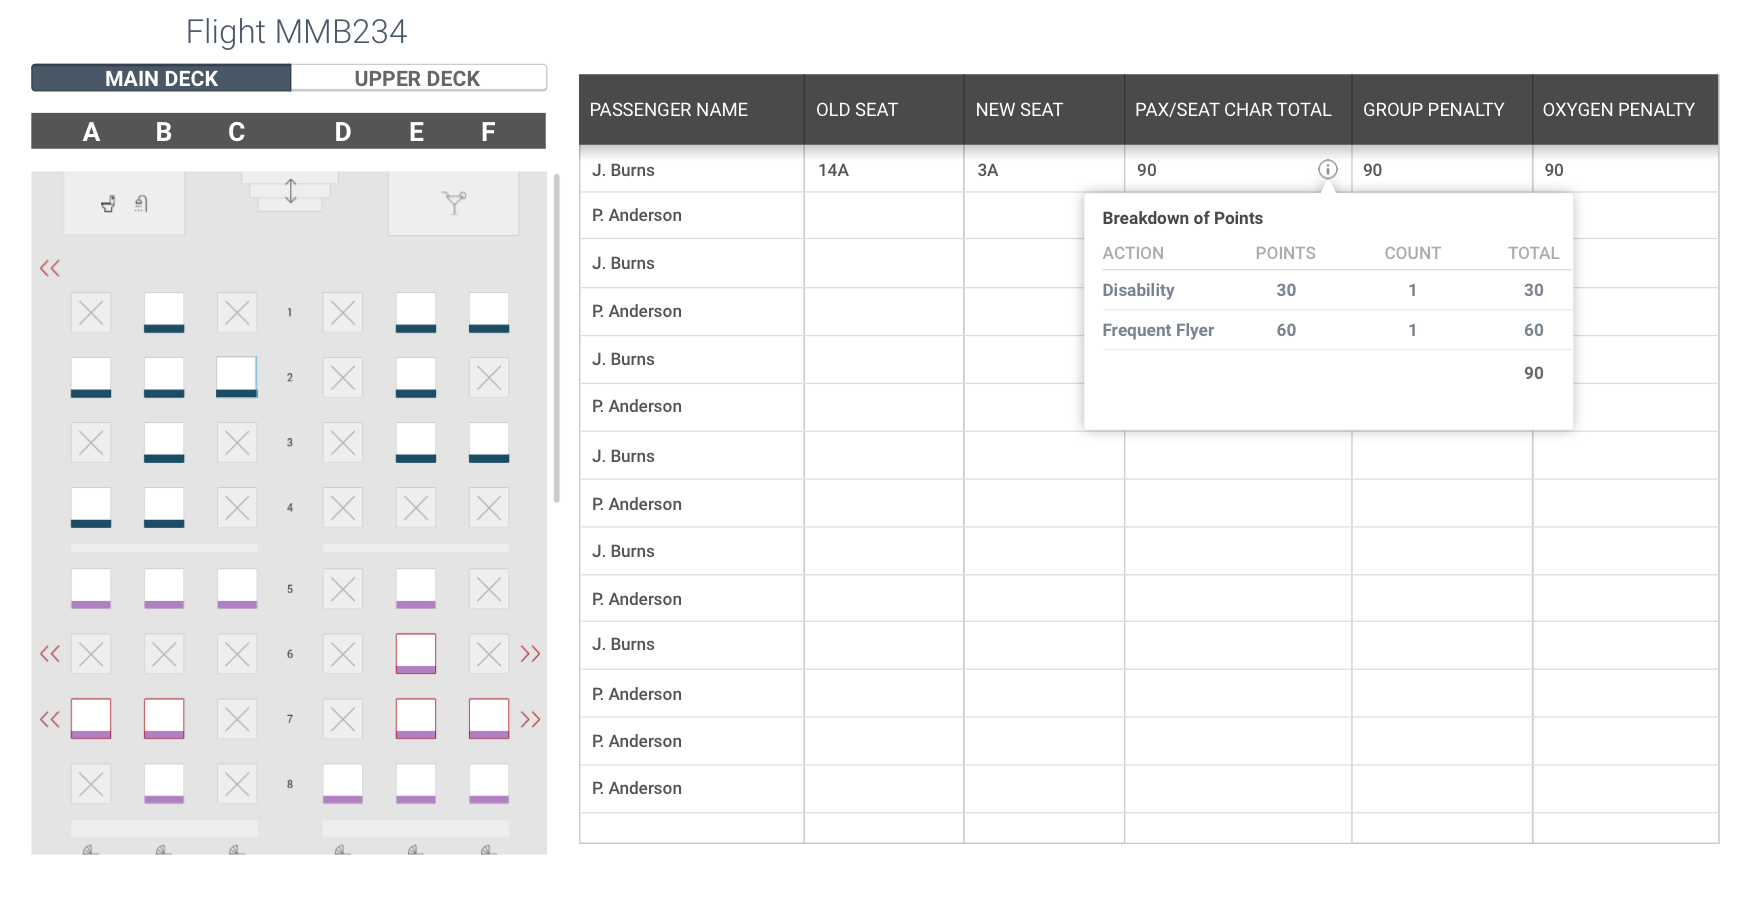 Flight MMB234
MAIN DECK UPPER DECK
A B C D E F
1
2
3
4
5
6
7
8
PASSENGER NAME OLD SEAT NEW SEAT PAX/SEAT CHAR TOTAL GROUP PENALTY OXYGEN PENALTY
J. Burns 14A 3A 90 90 90
P. Anderson
J. Burns
P. Anderson
J. Burns
P. Anderson
J. Burns
P. Anderson
J. Burns
P. Anderson
J. Burns
P. Anderson
P. Anderson
P. Anderson
Breakdown of Points
ACTION POINTS COUNT TOTAL
Disability 30 1 30
Frequent Flyer 60 1 60
90